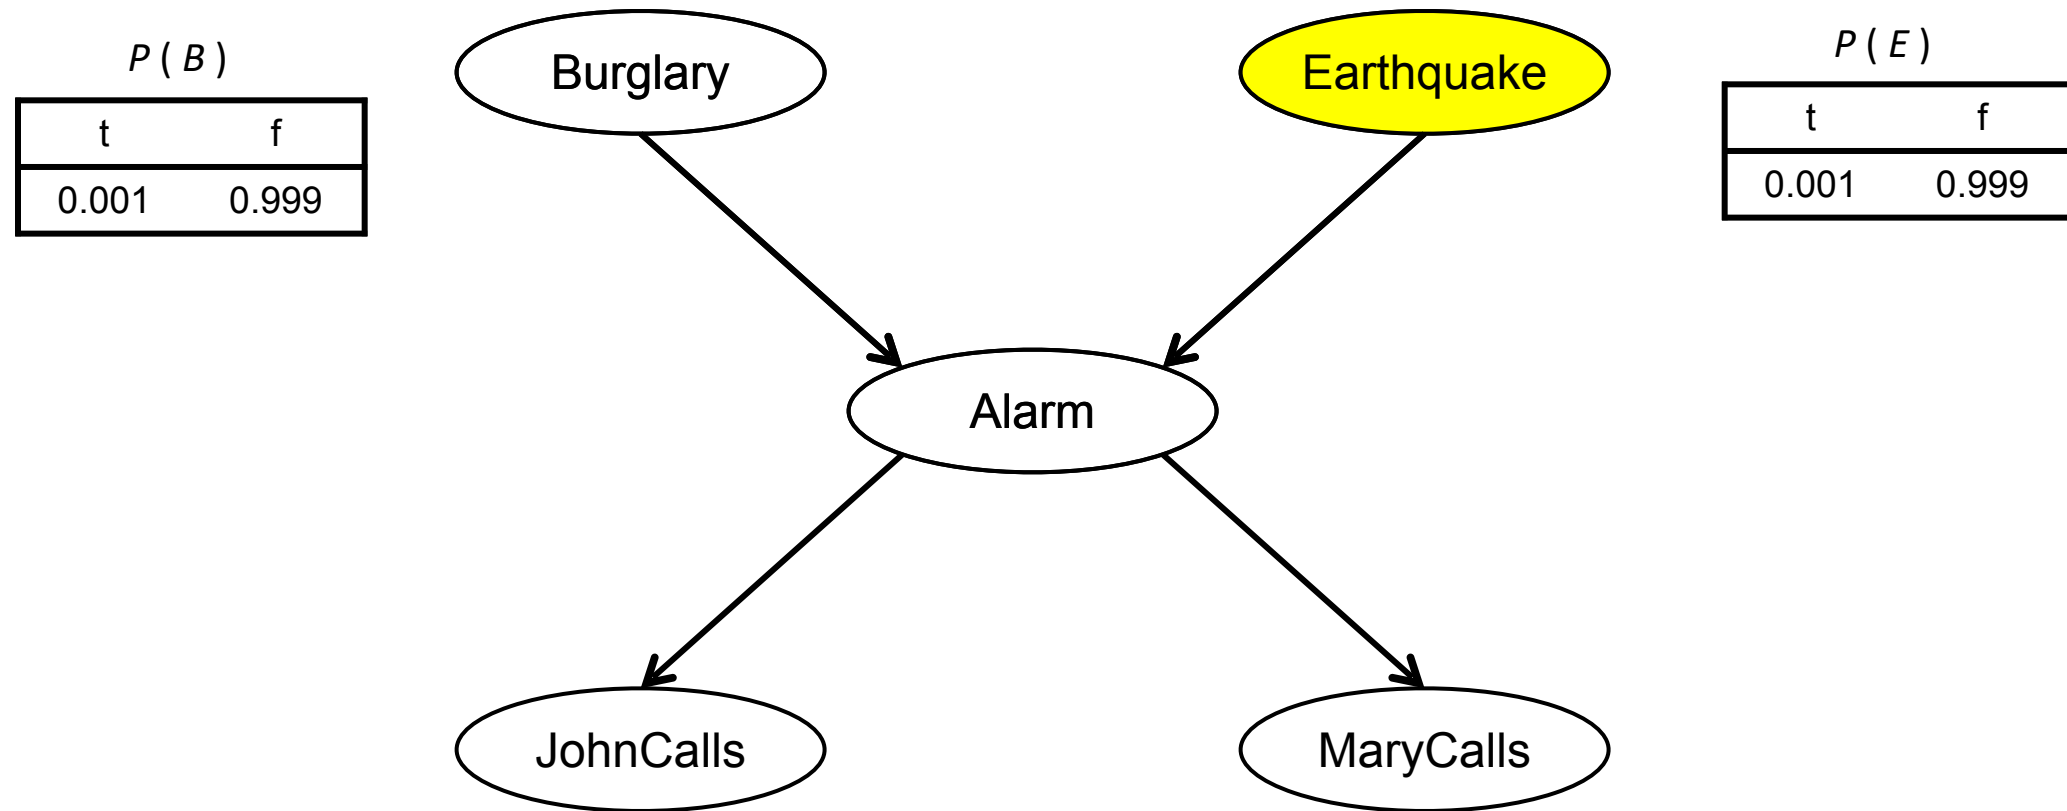 P ( B )
t f
0.001 0.999
Burglary
Earthquake
P ( E )
t f
0.001 0.999
Alarm
JohnCalls
MaryCalls